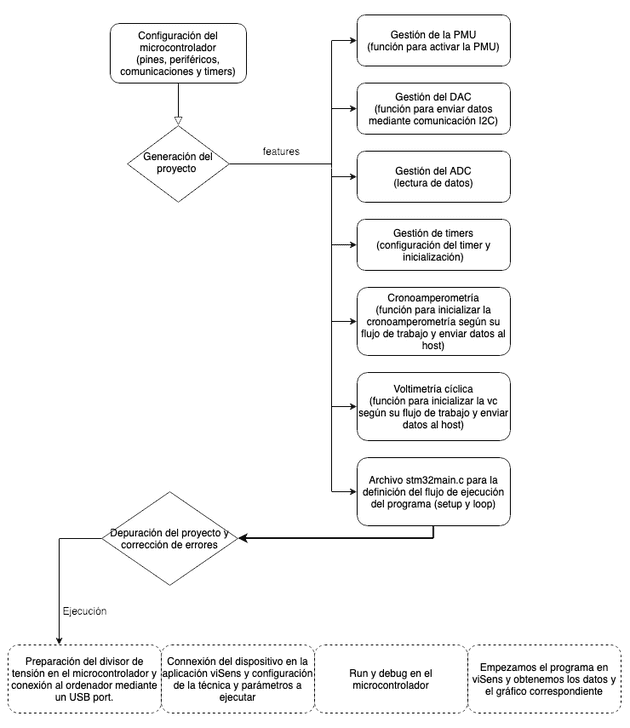 Configuración del
microcontrolador
(pines, periféricos,
comunicaciones y timers)
Generación del
proyecto
features
Gestión de la PMU
(función para activar la PMU)
Gestión del DAC
(función para enviar datos
mediante comunicación I2C)
Gestión del ADC
(lectura de datos)
Gestión de timers
(configuración del timer y
inicialización)
Cronoamperometría
(función para inicializar la
cronoamperometría según su
flujo de trabajo y enviar datos al
host)
Voltimetría cíclica
(función para inicializar la vc
según su flujo de trabajo y enviar
datos al host)
Archivo stm32main.c para la
definición del flujo de ejecución
del programa (setup y loop)
Depuración del proyecto y
corrección de errores
Ejecución
Preparación del divisor de
tensión en el microcontrolador y
conexión al ordenador mediante
un USB port.
Connexión del dispositivo en la
aplicación viSens y configuración
de la técnica y parámetros a
ejecutar
Run y debug en el
microcontrolador
Empezamos el programa en
viSens y obtenemos los datos y
el gráfico correspondiente